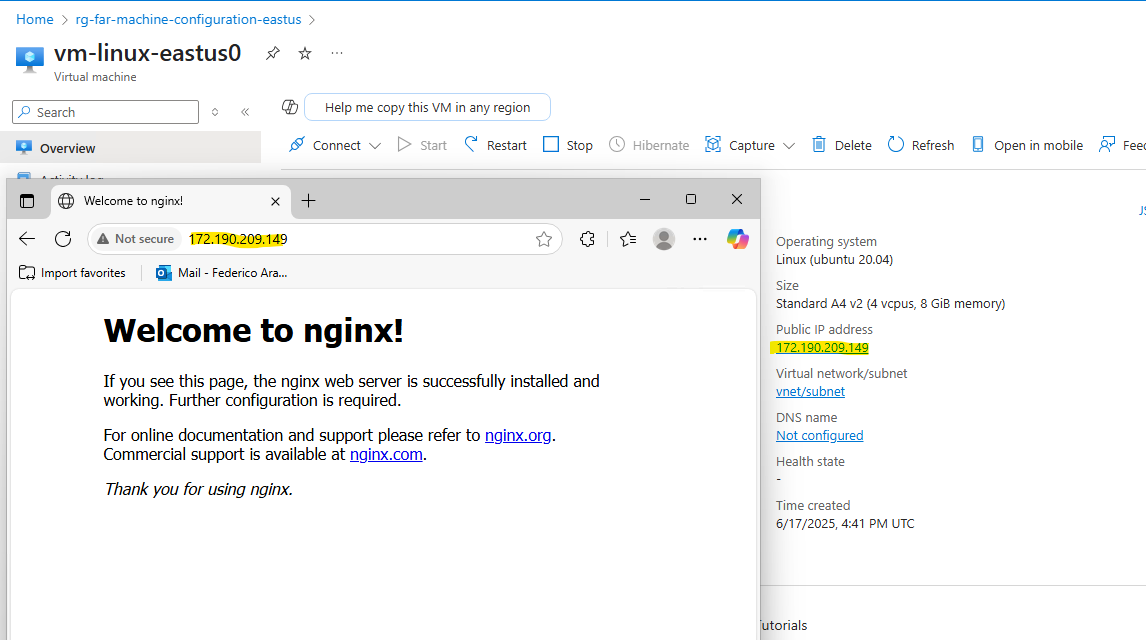 Home > rg-far-machine-configuration-eastus >
vm-linux-eastus0
Virtual machine
Search
Help me copy this VM in any region
Overview
Connect Start Restart Stop Hibernate Capture Delete Refresh Open in mobile Feed
Activity log
Welcome to nginx!
Not secure 172.190.209.149
Import favorites Mail - Federico Ara...
Welcome to nginx!
If you see this page, the nginx web server is successfully installed and
working. Further configuration is required.
For online documentation and support please refer to nginx.org.
Commercial support is available at nginx.com.
Thank you for using nginx.
Operating system
Linux (ubuntu 20.04)
Size
Standard A4 v2 (4 vcpus, 8 GiB memory)
Public IP address
172.190.209.149
Virtual network/subnet
vnet/subnet
DNS name
Not configured
Health state
-
Time created
6/17/2025, 4:41 PM UTC
utorials